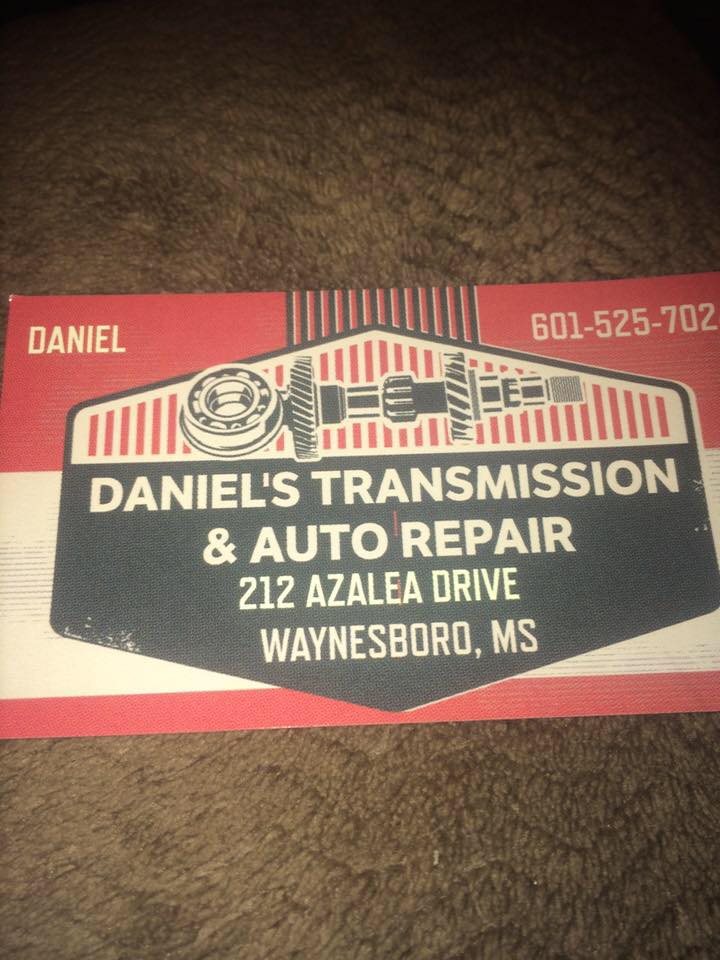 DANIEL
601-525-702
DANIEL'S TRANSMISSION
& AUTO REPAIR
212 AZALEA DRIVE
WAYNESBORO, MS